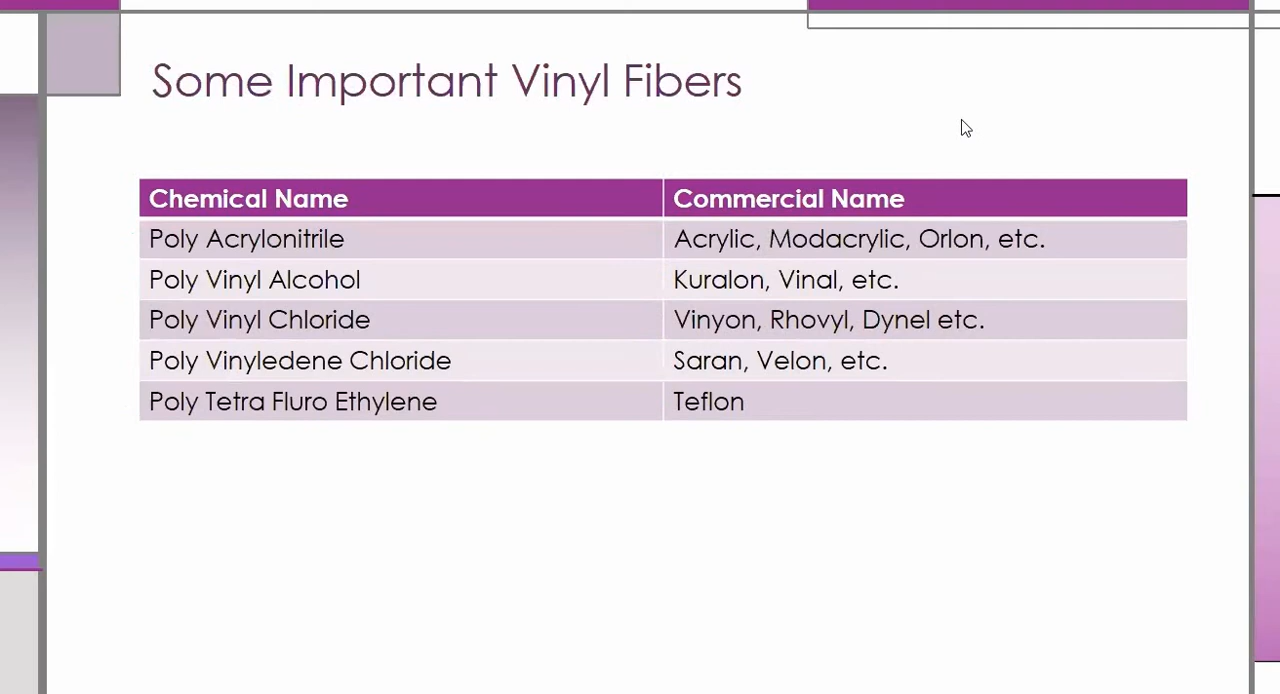 Some Important Vinyl Fibers
Chemical Name Commercial Name
Poly Acrylonitrile Acrylic, Modacrylic, Orlon, etc.
Poly Vinyl Alcohol Kuralon, Vinal, etc.
Poly Vinyl Chloride Vinyon, Rhovyl, Dynel etc.
Poly Vinyledene Chloride Saran, Velon, etc.
Poly Tetra Fluro Ethylene Teflon